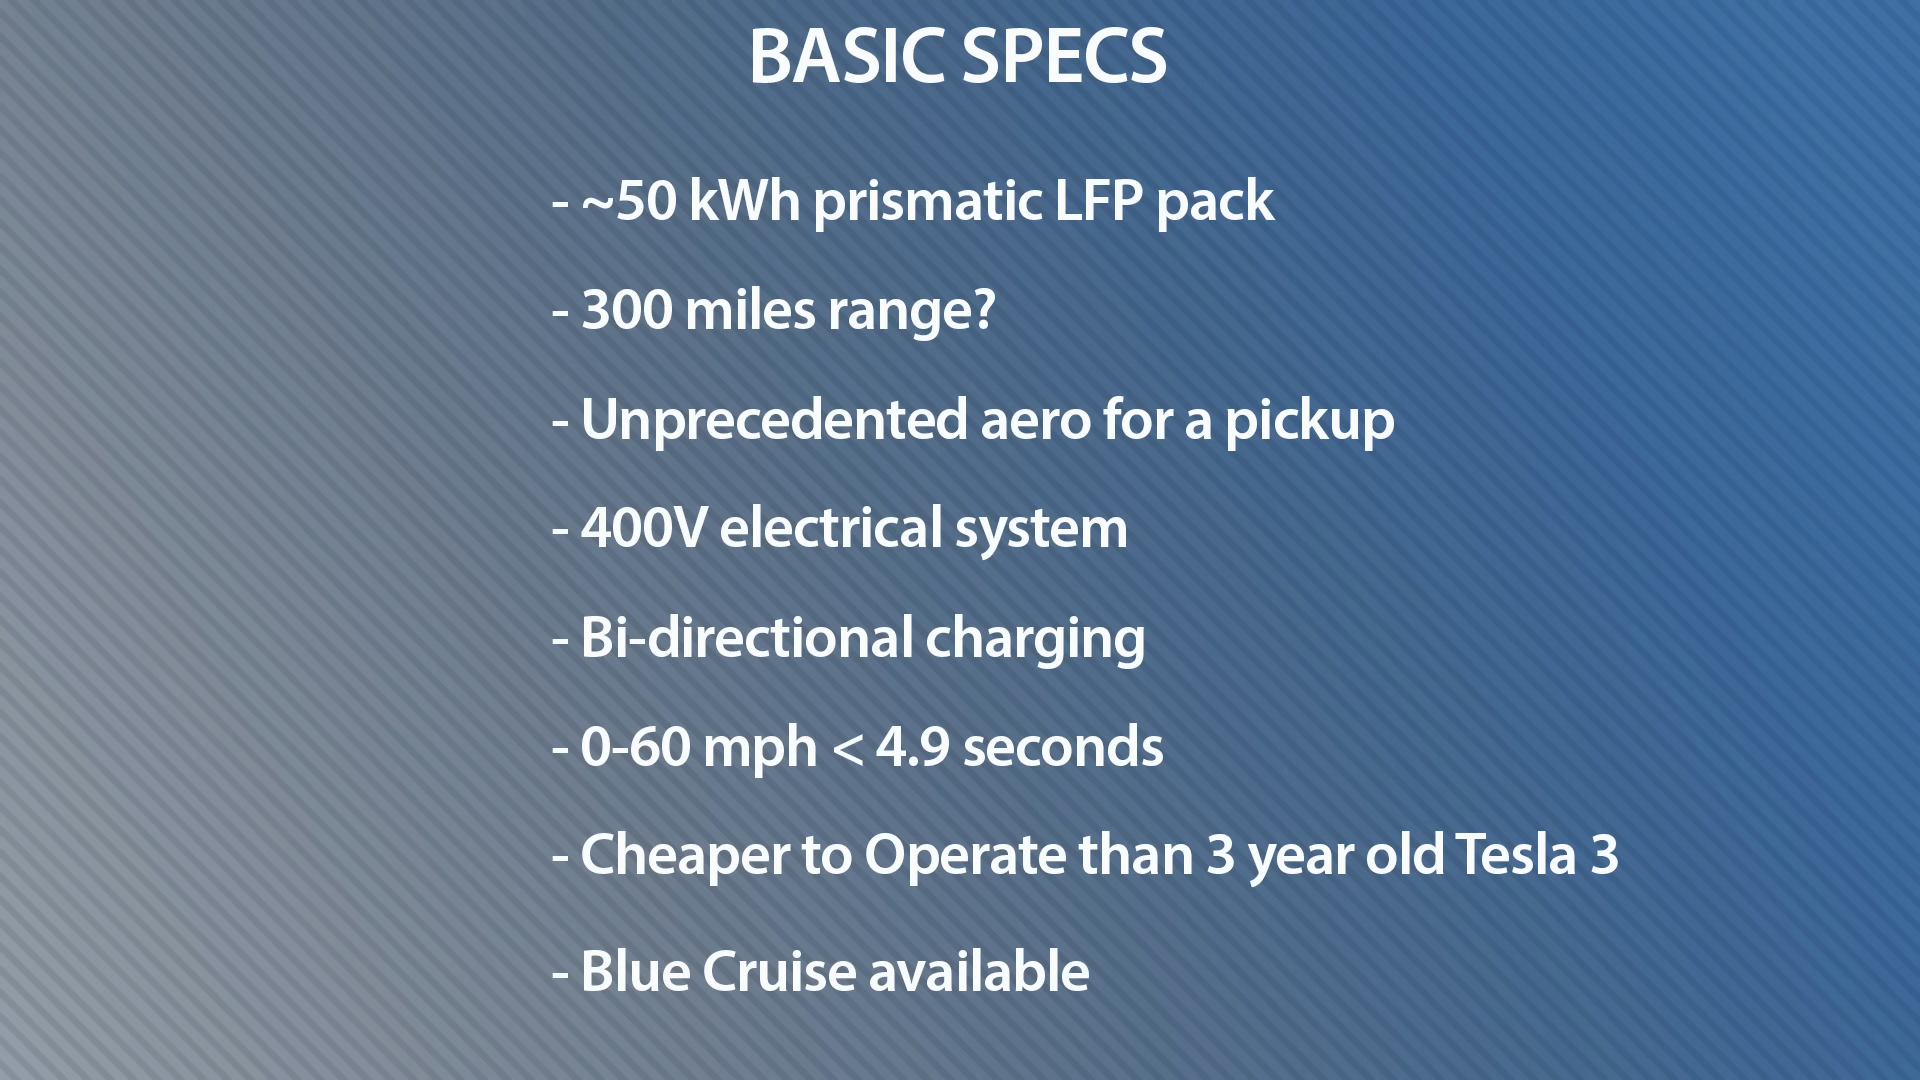 BASIC SPECS
- ~50 kWh prismatic LFP pack
- 300 miles range?
- Unprecedented aero for a pickup
- 400V electrical system
- Bi-directional charging
- 0-60 mph < 4.9 seconds
- Cheaper to Operate than 3 year old Tesla 3
- Blue Cruise available